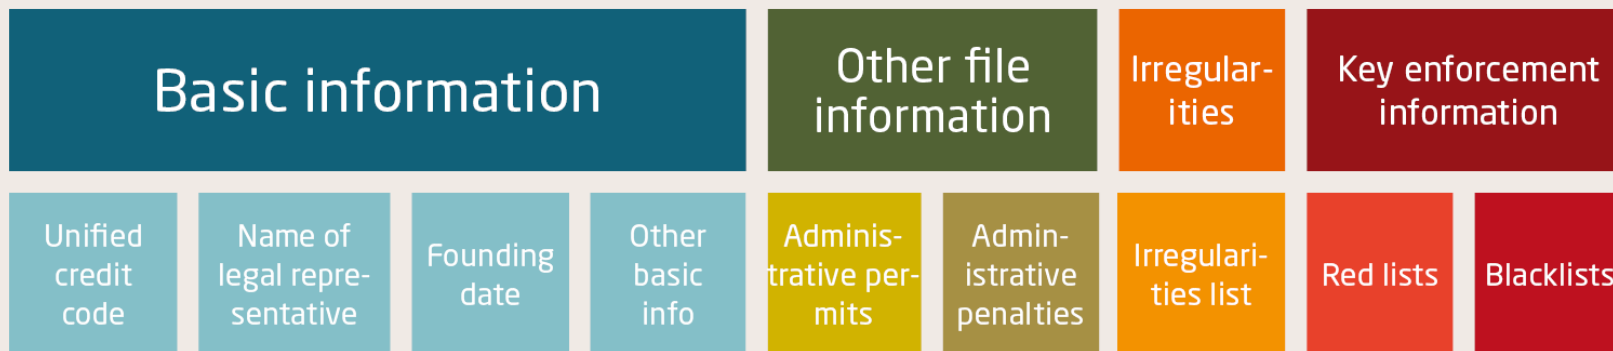 Basic information
Other file
information
Irregular-
ities
Key enforcement
information
Unified
credit
code
Name of
legal repre-
sentative
Founding
date
Other
basic
info
Adminis-
trative per-
mits
Admin-
istrative
penalties
Irregulari-
ties list
Red lists
Blacklists